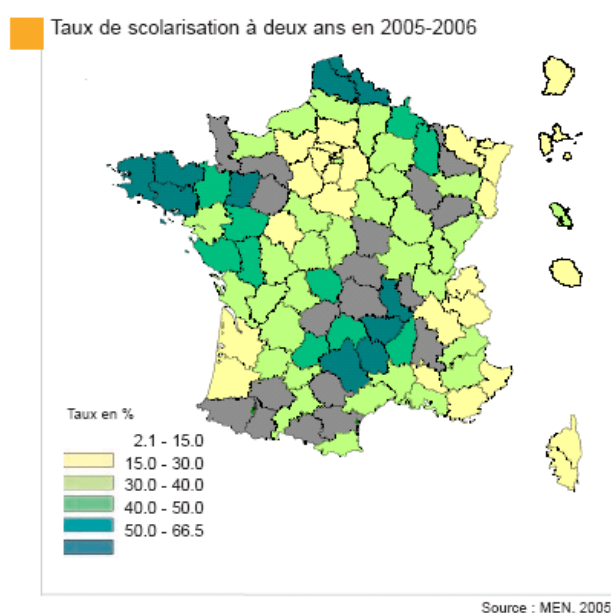 Taux de scolarisation à deux ans en 2005-2006
Taux en %
2.1 - 15.0
15.0 - 30.0
30.0 - 40.0
40.0 - 50.0
50.0 - 66.5
Source : MEN, 2005